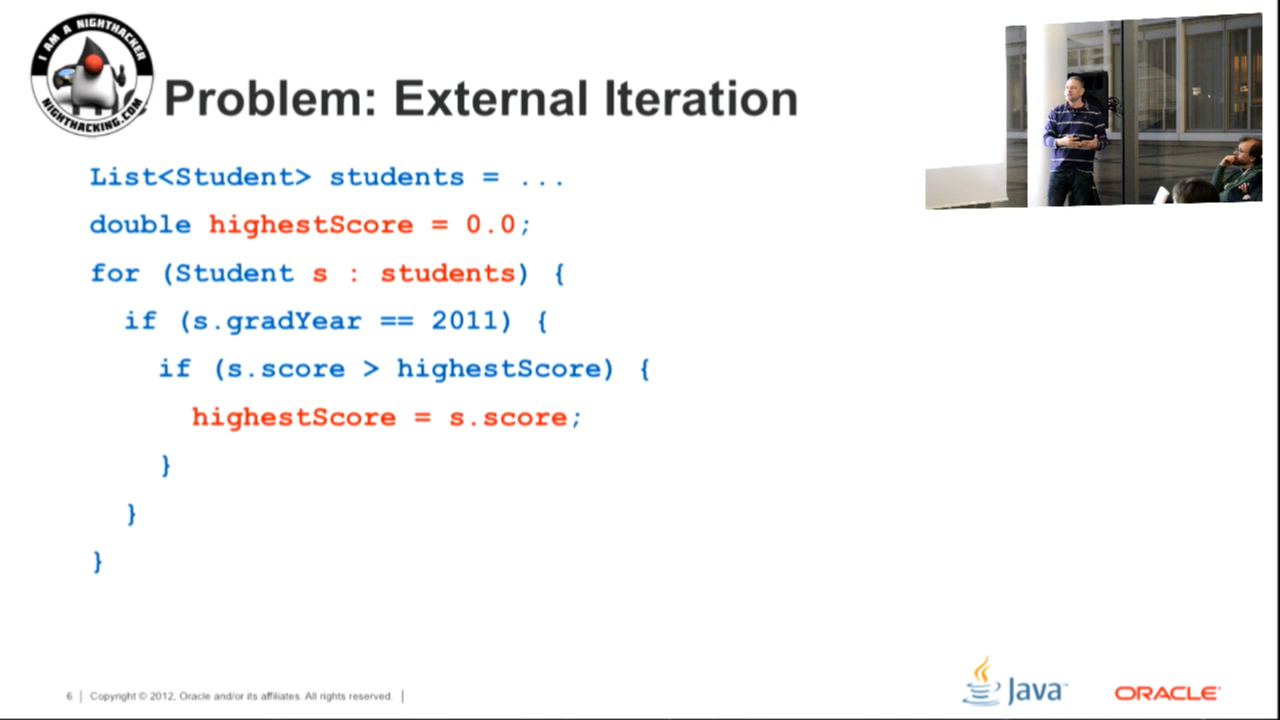 I AM A NIGHTHACKER
NIGHTHACKING.COM
Problem: External Iteration
List<Student> students = ...
double highestScore = 0.0;
for (Student s : students) {
if (s.gradYear == 2011) {
if (s.score > highestScore) {
highestScore = s.score;
}
}
}
6 | Copyright © 2012, Oracle and/or its affiliates. All rights reserved. |
Java™
ORACLE®